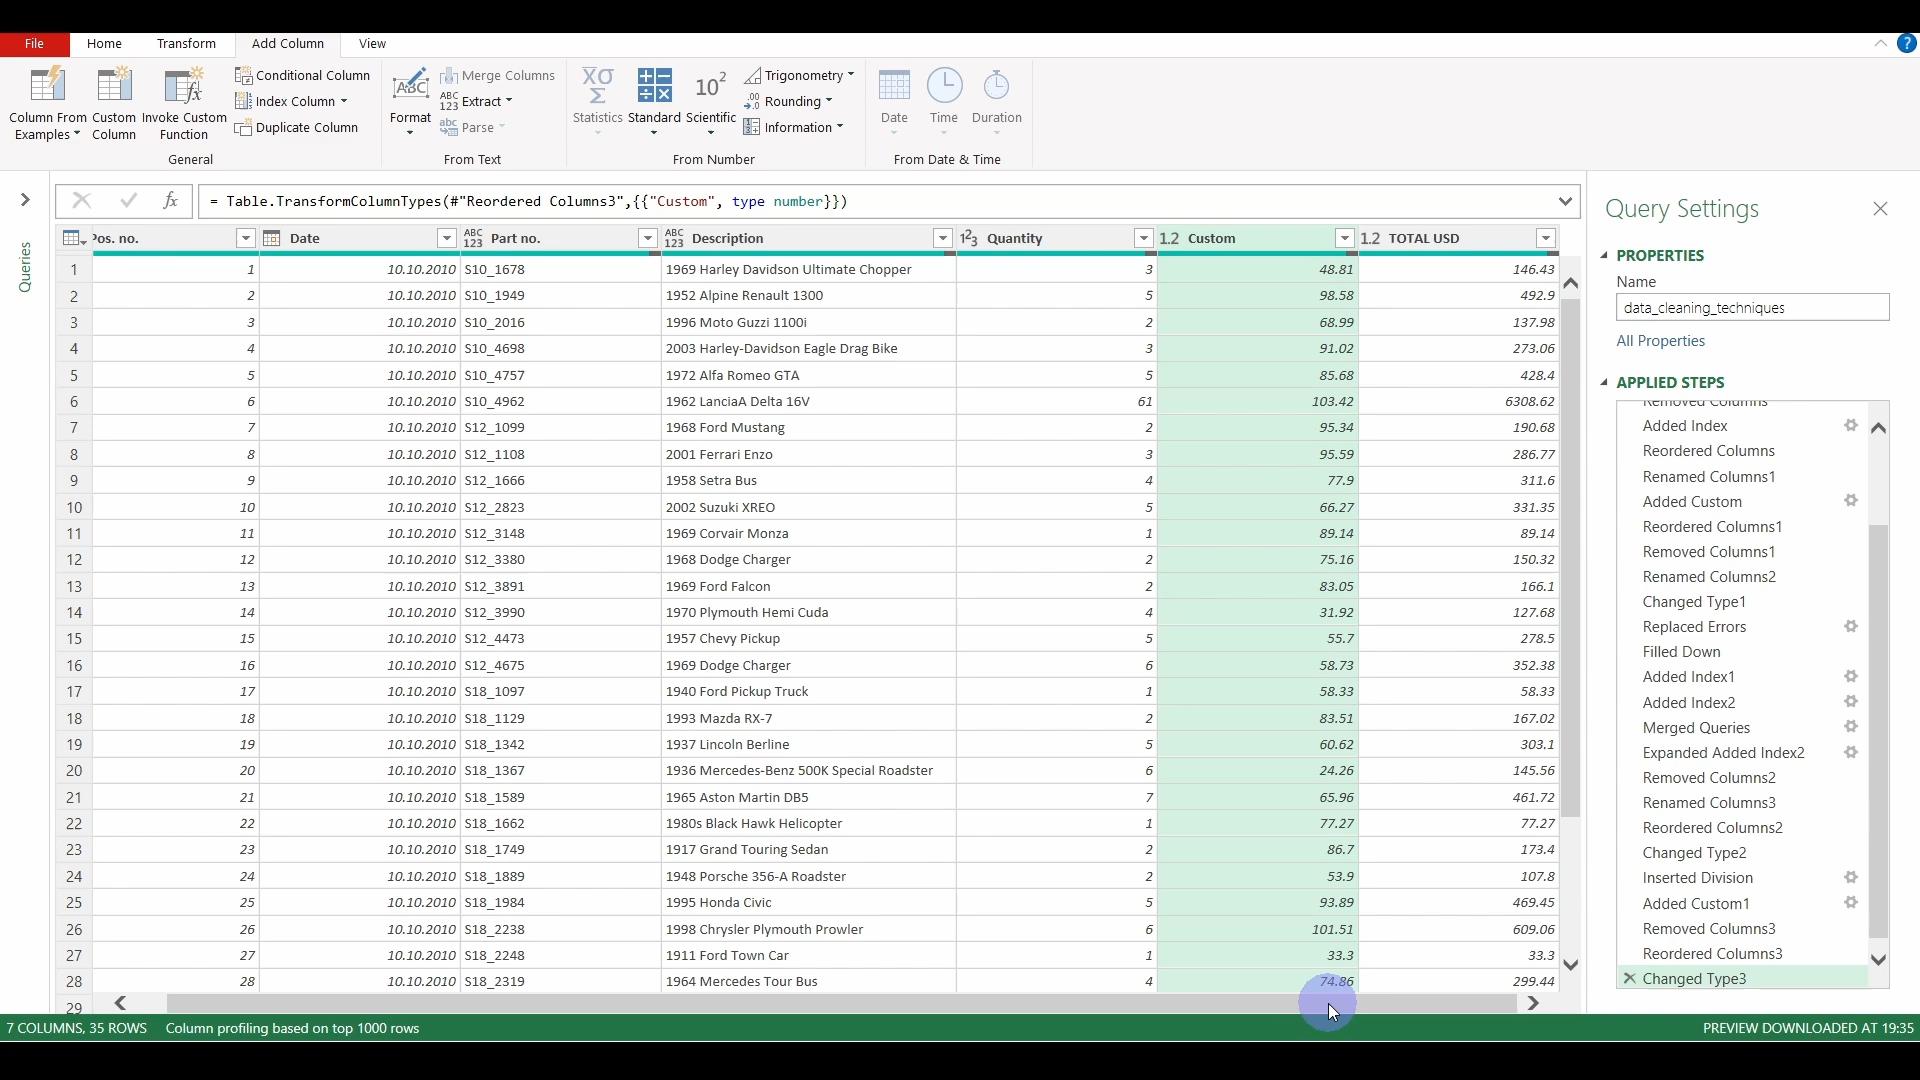 File Home Transform Add Column View
?
Column From Examples
Custom Column
Invoke Custom Function
Conditional Column
Index Column
Duplicate Column
General
Format
Merge Columns
Extract
Parse
From Text
Statistics
Standard
Scientific
Trigonometry
Rounding
Information
From Number
Date
Time
Duration
From Date & Time
= Table.TransformColumnTypes(#"Reordered Columns3",{{"Custom", type number}})
Queries
Pos. no. Date Part no. Description Quantity Custom TOTAL USD
1 1 10.10.2010 S10_1678 1969 Harley Davidson Ultimate Chopper 3 48.81 146.43
2 2 10.10.2010 S10_1949 1952 Alpine Renault 1300 5 98.58 492.9
3 3 10.10.2010 S10_2016 1996 Moto Guzzi 1100i 2 68.99 137.98
4 4 10.10.2010 S10_4698 2003 Harley-Davidson Eagle Drag Bike 3 91.02 273.06
5 5 10.10.2010 S10_4757 1972 Alfa Romeo GTA 5 85.68 428.4
6 6 10.10.2010 S10_4962 1962 LanciaA Delta 16V 61 103.42 6308.62
7 7 10.10.2010 S12_1099 1968 Ford Mustang 2 95.34 190.68
8 8 10.10.2010 S12_1108 2001 Ferrari Enzo 3 95.59 286.77
9 9 10.10.2010 S12_1666 1958 Setra Bus 4 77.9 311.6
10 10 10.10.2010 S12_2823 2002 Suzuki XREO 5 66.27 331.35
11 11 10.10.2010 S12_3148 1969 Corvair Monza 1 89.14 89.14
12 12 10.10.2010 S12_3380 1968 Dodge Charger 2 75.16 150.32
13 13 10.10.2010 S12_3891 1969 Ford Falcon 2 83.05 166.1
14 14 10.10.2010 S12_3990 1970 Plymouth Hemi Cuda 4 31.92 127.68
15 15 10.10.2010 S12_4473 1957 Chevy Pickup 5 55.7 278.5
16 16 10.10.2010 S12_4675 1969 Dodge Charger 6 58.73 352.38
17 17 10.10.2010 S18_1097 1940 Ford Pickup Truck 1 58.33 58.33
18 18 10.10.2010 S18_1129 1993 Mazda RX-7 2 83.51 167.02
19 19 10.10.2010 S18_1342 1937 Lincoln Berline 5 60.62 303.1
20 20 10.10.2010 S18_1367 1936 Mercedes-Benz 500K Special Roadster 6 24.26 145.56
21 21 10.10.2010 S18_1589 1965 Aston Martin DB5 7 65.96 461.72
22 22 10.10.2010 S18_1662 1980s Black Hawk Helicopter 1 77.27 77.27
23 23 10.10.2010 S18_1749 1917 Grand Touring Sedan 2 86.7 173.4
24 24 10.10.2010 S18_1889 1948 Porsche 356-A Roadster 2 53.9 107.8
25 25 10.10.2010 S18_1984 1995 Honda Civic 5 93.89 469.45
26 26 10.10.2010 S18_2238 1998 Chrysler Plymouth Prowler 6 101.51 609.06
27 27 10.10.2010 S18_2248 1911 Ford Town Car 1 33.3 33.3
28 28 10.10.2010 S18_2319 1964 Mercedes Tour Bus 4 74.86 299.44
29
Query Settings
PROPERTIES
Name
data_cleaning_techniques
All Properties
APPLIED STEPS
Removed Columns
Added Index
Reordered Columns
Renamed Columns1
Added Custom
Reordered Columns1
Removed Columns1
Renamed Columns2
Changed Type1
Replaced Errors
Filled Down
Added Index1
Added Index2
Merged Queries
Expanded Added Index2
Removed Columns2
Renamed Columns3
Reordered Columns2
Changed Type2
Inserted Division
Added Custom1
Removed Columns3
Reordered Columns3
Changed Type3
7 COLUMNS, 35 ROWS Column profiling based on top 1000 rows
PREVIEW DOWNLOADED AT 19:35